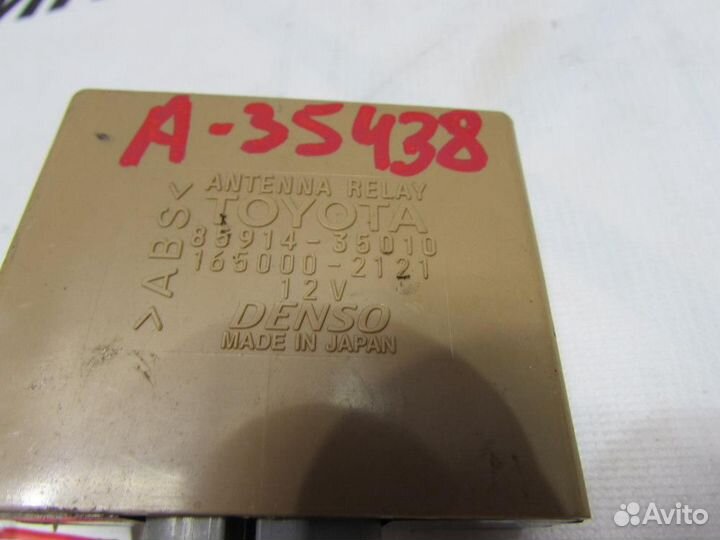 A-35438
ANTENNA RELAY
TOYOTA
85914-35010
165000-2121
12V
DENSO
MADE IN JAPAN
>ABS<
Avito